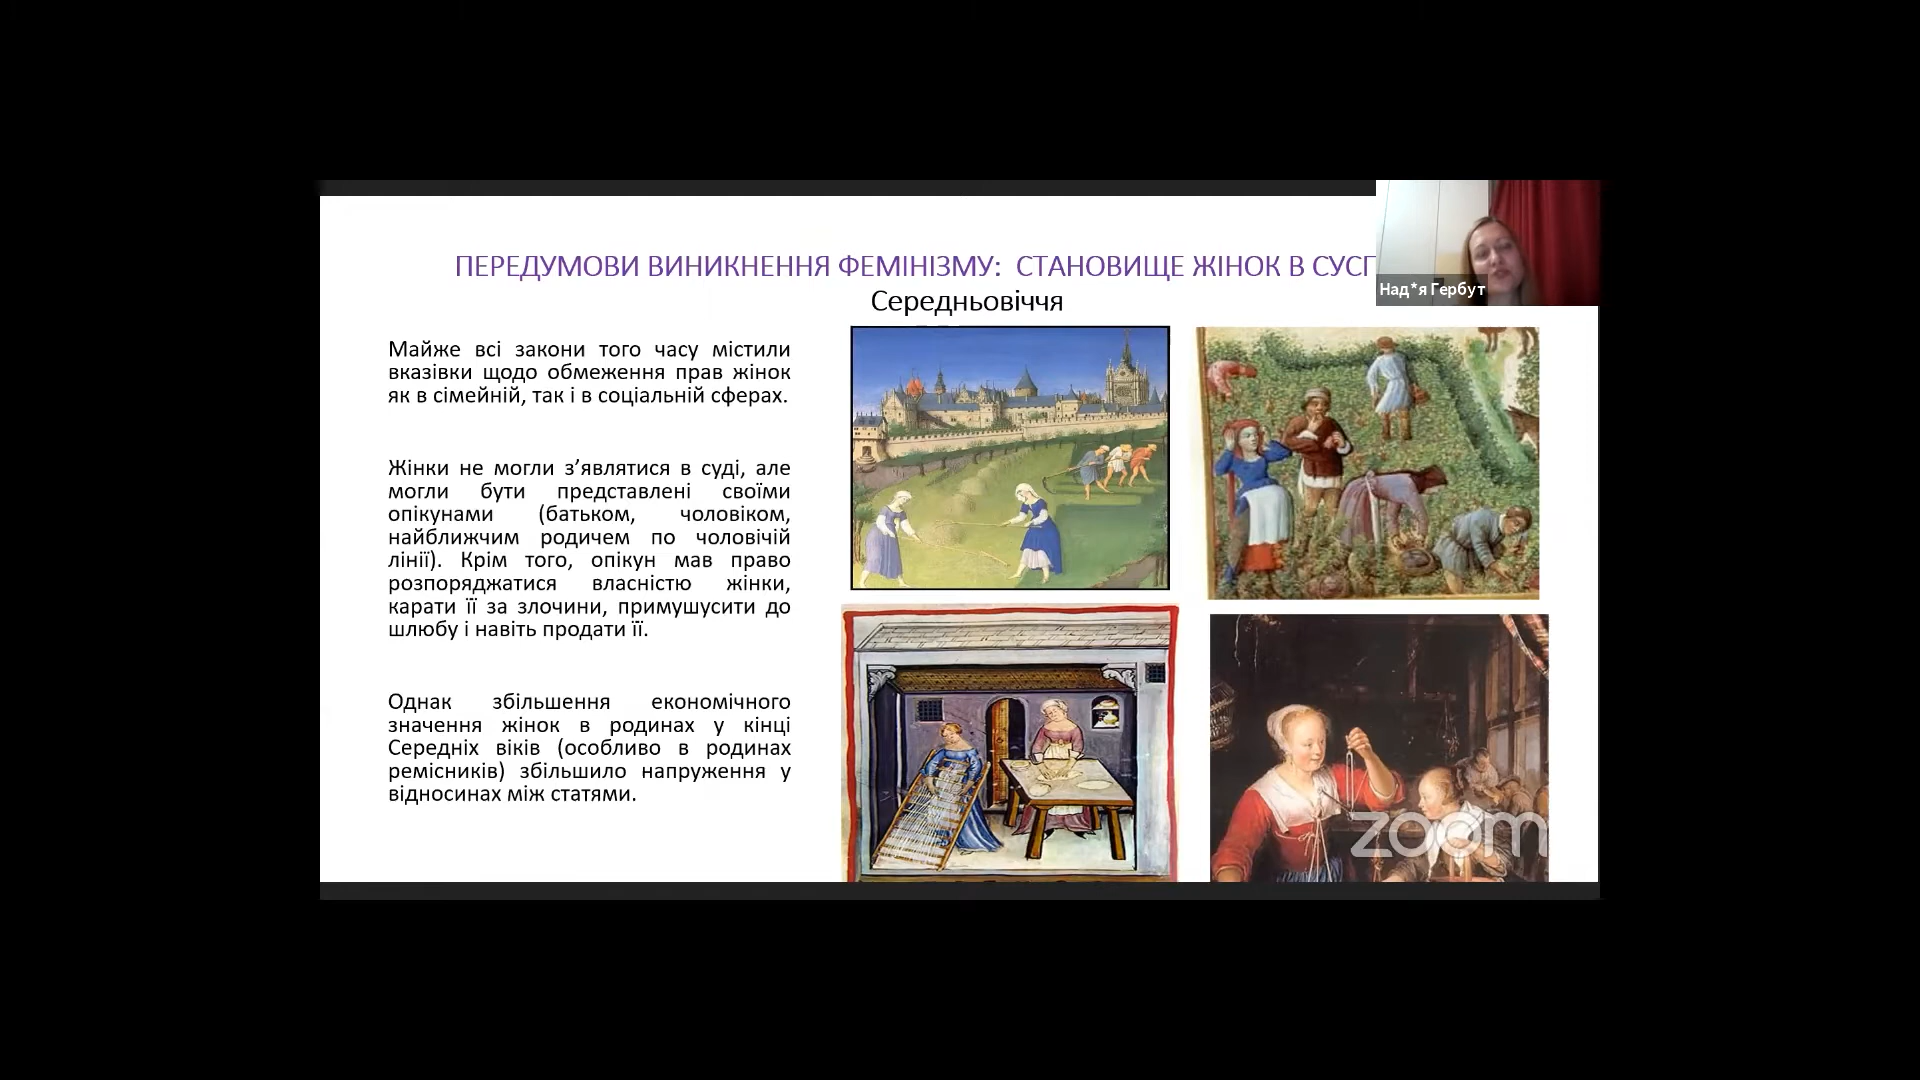 ПЕРЕДУМОВИ ВИНИКНЕННЯ ФЕМІНІЗМУ: СТАНОВИЩЕ ЖІНОК В СУСП
Середньовіччя
Над*я Гербут
Майже всі закони того часу містили
вказівки щодо обмеження прав жінок
як в сімейній, так і в соціальній сферах.
Жінки не могли з’являтися в суді, але
могли бути представлені своїми
опікунами (батьком, чоловіком,
найближчим родичем по чоловічій
лінії). Крім того, опікун мав право
розпоряджатися власністю жінки,
карати її за злочини, примушусити до
шлюбу і навіть продати її.
Однак збільшення економічного
значення жінок в родинах у кінці
Середніх віків (особливо в родинах
ремісників) збільшило напруження у
відносинах між статями.
zoom